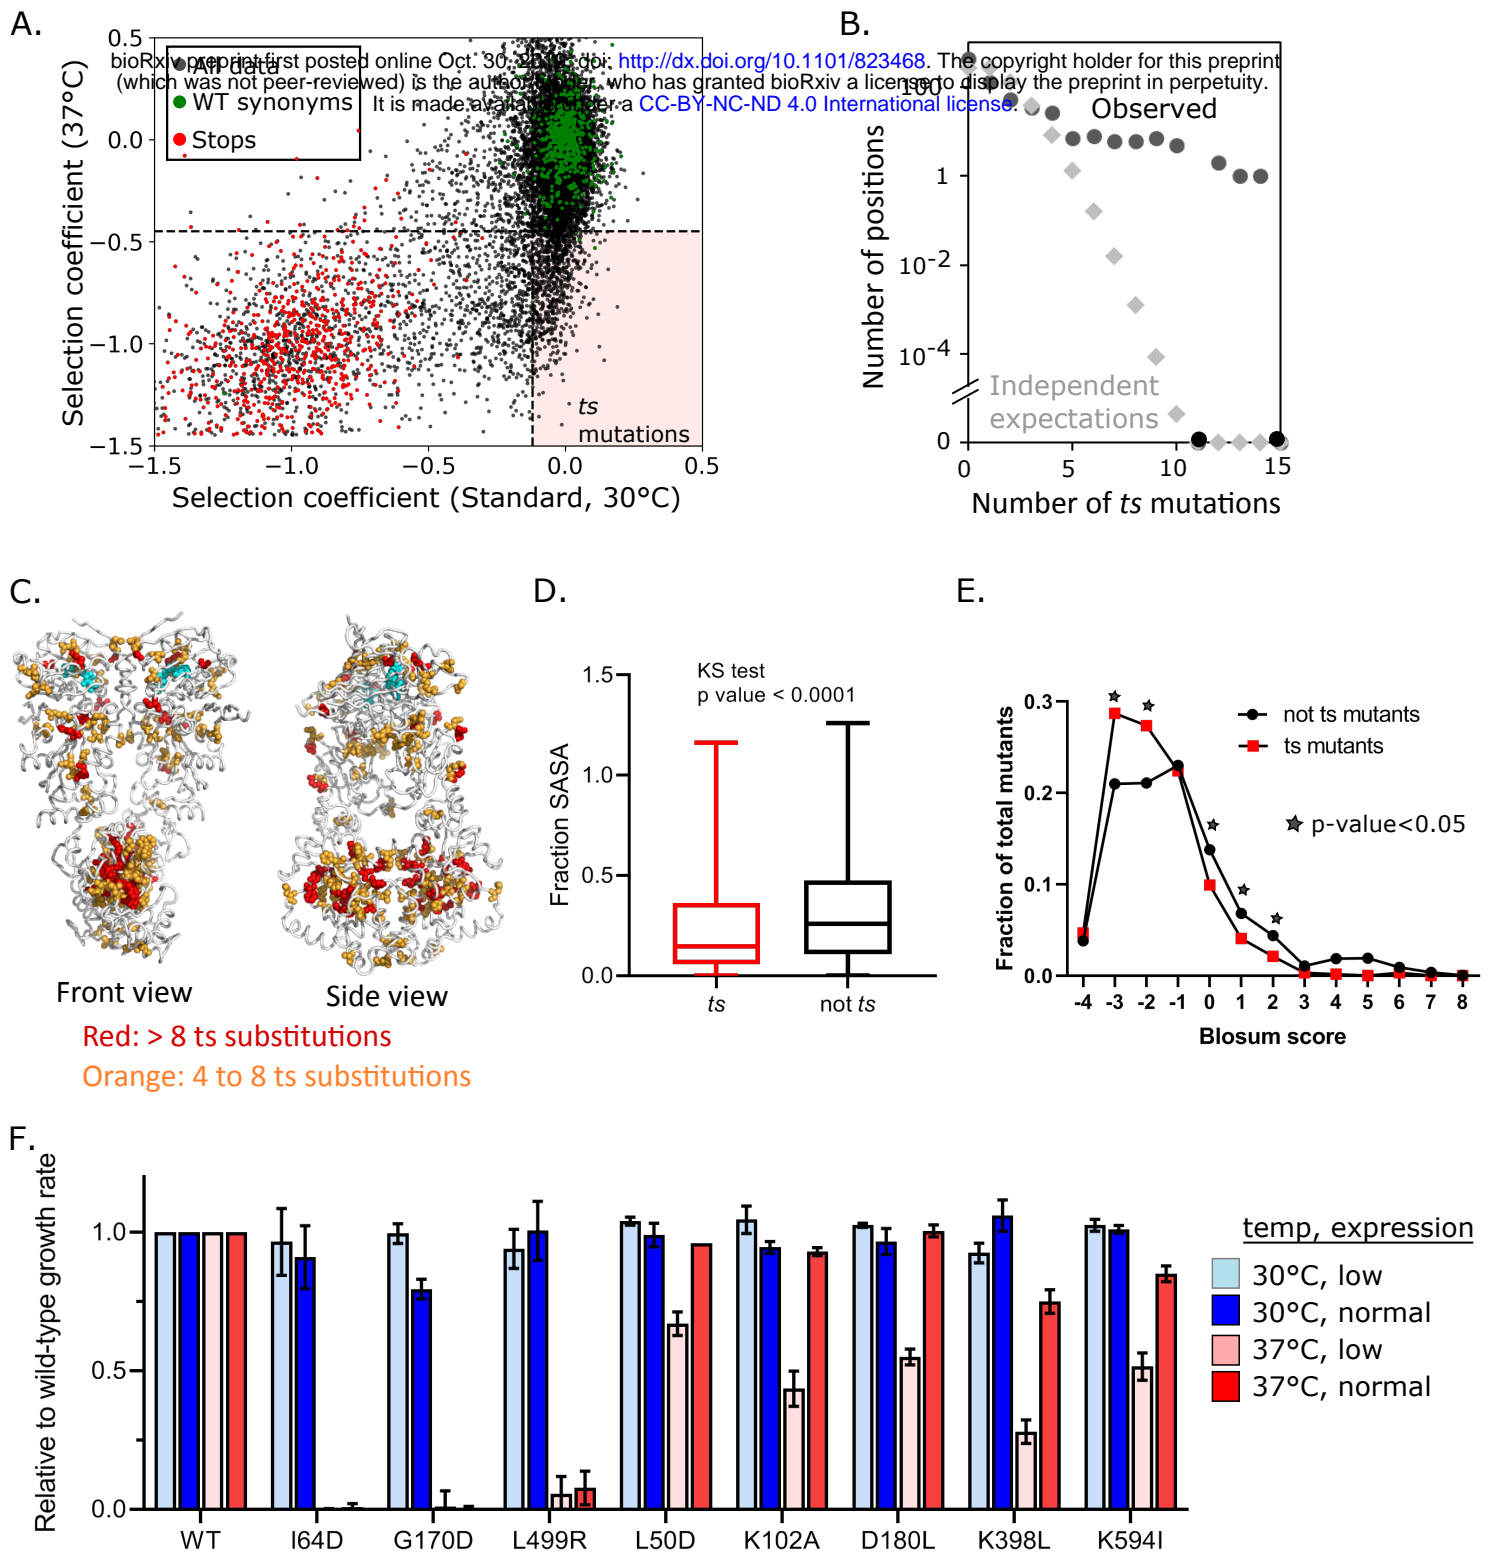 A.
B.
bioRxiv preprint first posted online Oct. 30, 2019; doi: http://dx.doi.org/10.1101/823468. The copyright holder for this preprint
(which was not peer-reviewed) is the author/funder, who has granted bioRxiv a license to display the preprint in perpetuity.
It is made available under a CC-BY-NC-ND 4.0 International license.
Selection coefficient (37°C)
0.5
0.0
−0.5
−1.0
−1.5
All data
WT synonyms
Stops
ts
mutations
−1.5
−1.0
−0.5
0.0
0.5
Selection coefficient (Standard, 30°C)
Number of positions
100
1
10-2
10-4
0
Observed
Independent
expectations
0
5
10
15
Number of ts mutations
C.
Front view
Side view
Red: > 8 ts substitutions
Orange: 4 to 8 ts substitutions
D.
KS test
p value < 0.0001
Fraction SASA
1.5
1.0
0.5
0.0
ts
not ts
E.
Fraction of total mutants
0.3
0.2
0.1
0.0
not ts mutants
ts mutants
p-value<0.05
-4 -3 -2 -1 0 1 2 3 4 5 6 7 8
Blosum score
F.
Relative to wild-type growth rate
1.0
0.5
0.0
WT I64D G170D L499R L50D K102A D180L K398L K594I
temp, expression
30°C, low
30°C, normal
37°C, low
37°C, normal